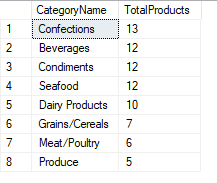 CategoryName TotalProducts
1 Confections 13
2 Beverages 12
3 Condiments 12
4 Seafood 12
5 Dairy Products 10
6 Grains/Cereals 7
7 Meat/Poultry 6
8 Produce 5